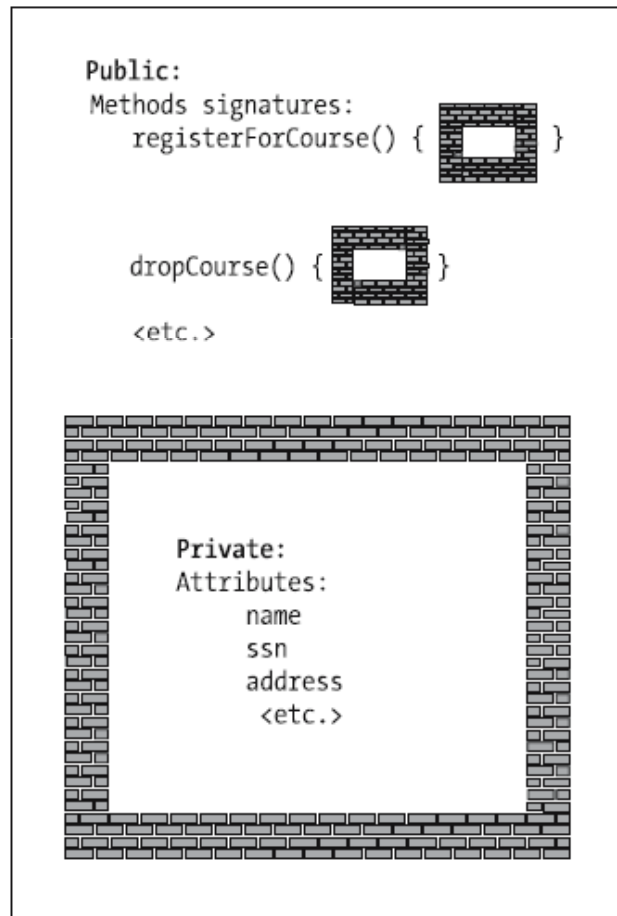 Public:
Methods signatures:
registerForCourse() { }
dropCourse() { }
<etc.>
Private:
Attributes:
name
ssn
address
<etc.>